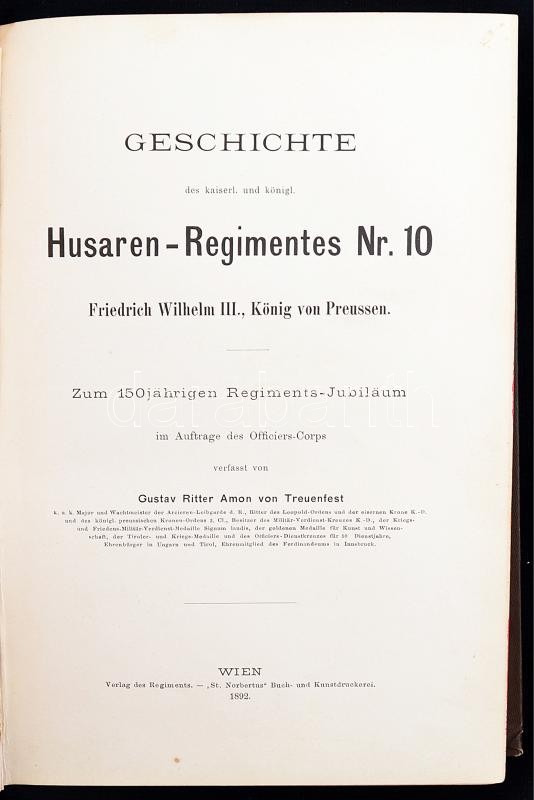 GESCHICHTE
des kaiserl. und königl.
Husaren-Regimentes Nr. 10
Friedrich Wilhelm III., König von Preussen.
Zum 150jährigen Regiments-Jubiläum
im Auftrage des Officiers-Corps
verfasst von
Gustav Ritter Amon von Treuenfest
k. u. k. Major und Wachtmeister der Arcieren-Leibgarde d. R., Ritter des Leopold-Ordens und der eisernen Krone K.-D.
und des königl. preussischen Kronen-Ordens 2. Cl., Besitzer des Militär-Verdienst-Kreuzes K.-D., der Kriegs-
und Friedens-Militär-Verdienst-Medaille Signum laudis, der goldenen Medaille für Kunst und Wissen-
schaft, der Tiroler- und Kriegs-Medaille und des Officiers-Dienstkreuzes für 50 Dienstjahre,
Ehrenbürger in Ungarn und Tirol, Ehrenmitglied des Ferdinandeums in Innsbruck.
WIEN
Verlag des Regiments. — „St. Norbertus" Buch- und Kunstdruckerei.
1892.
darabanth